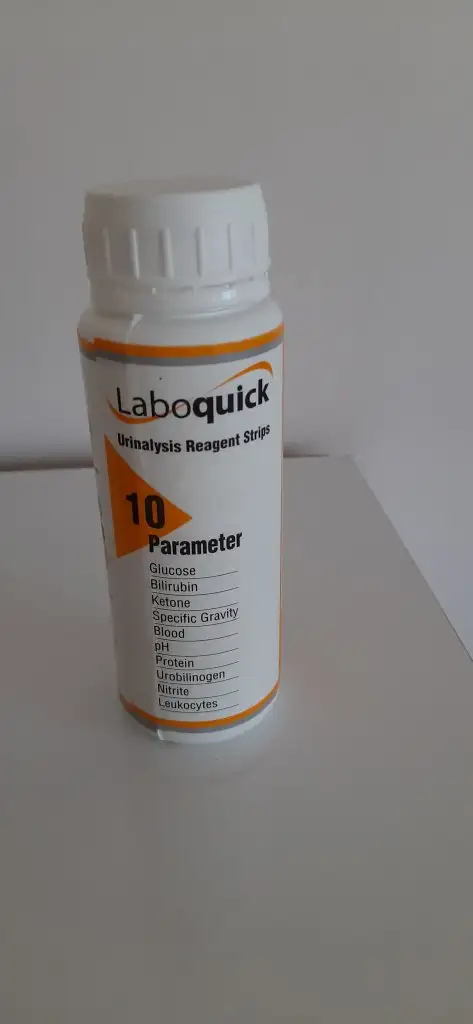 Laboquick
Urinalysis Reagent Strips
10
Parameter
Glucose
Bilirubin
Ketone
Specific Gravity
Blood
pH
Protein
Urobilinogen
Nitrite
Leukocytes